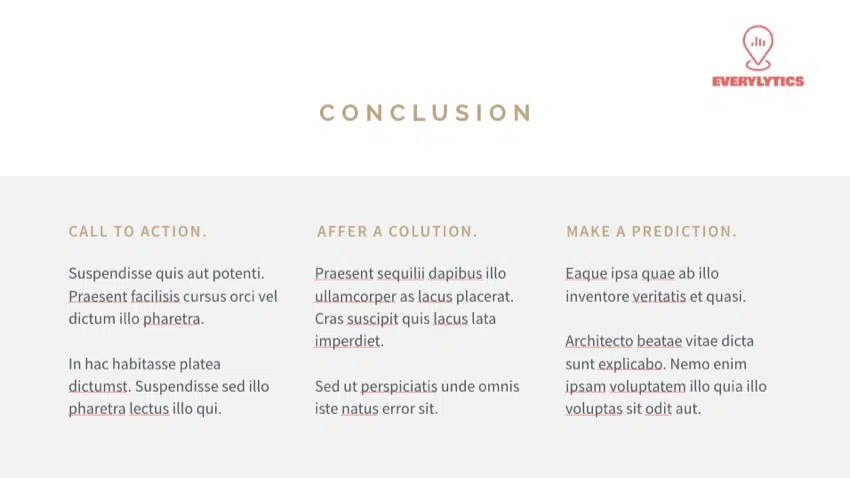 EVERYLYTICS
CONCLUSION
CALL TO ACTION.
Suspendisse quis aut potenti.
Praesent facilisis cursus orci vel
dictum illo pharetra.
In hac habitasse platea
dictumst. Suspendisse sed illo
pharetra lectus illo qui.
AFFER A COLUTION.
Praesent sequilii dapibus illo
ullamcorper as lacus placerat.
Cras suscipit quis lacus lata
imperdiet.
Sed ut perspiciatis unde omnis
iste natus error sit.
MAKE A PREDICTION.
Eaque ipsa quae ab illo
inventore veritatis et quasi.
Architecto beatae vitae dicta
sunt explicabo. Nemo enim
ipsam voluptatem illo quia illo
voluptas sit odit aut.